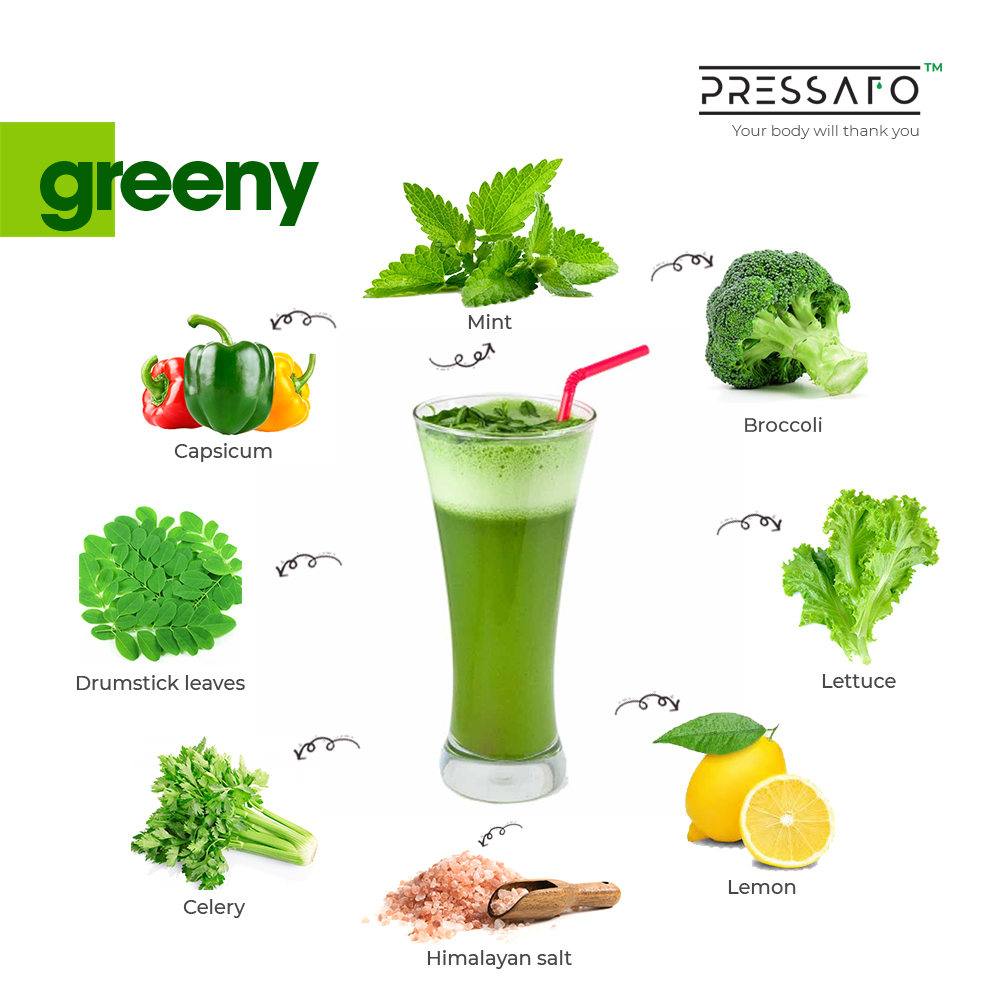 PRESSATO™
Your body will thank you
greeny
Mint
Broccoli
Capsicum
Lettuce
Drumstick leaves
Lemon
Celery
Himalayan salt